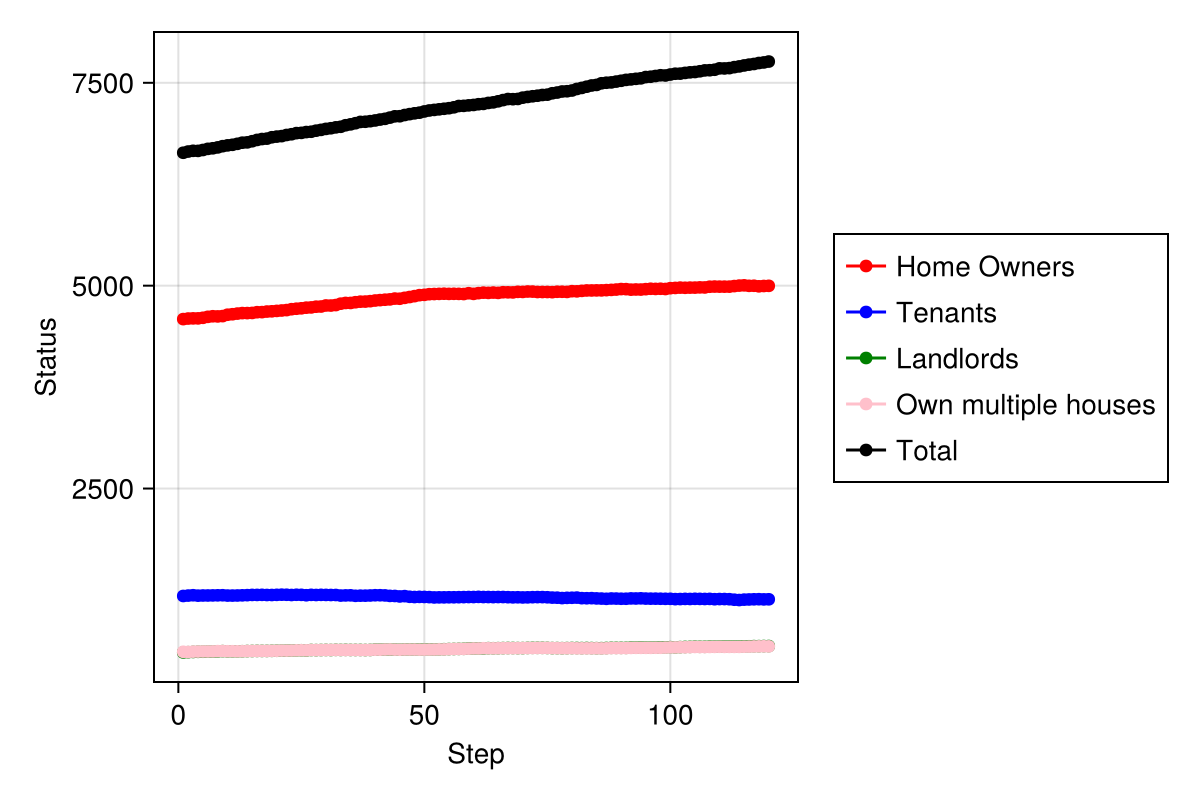 7500
5000
2500
Status
0 50 100
Step
Home Owners
Tenants
Landlords
Own multiple houses
Total